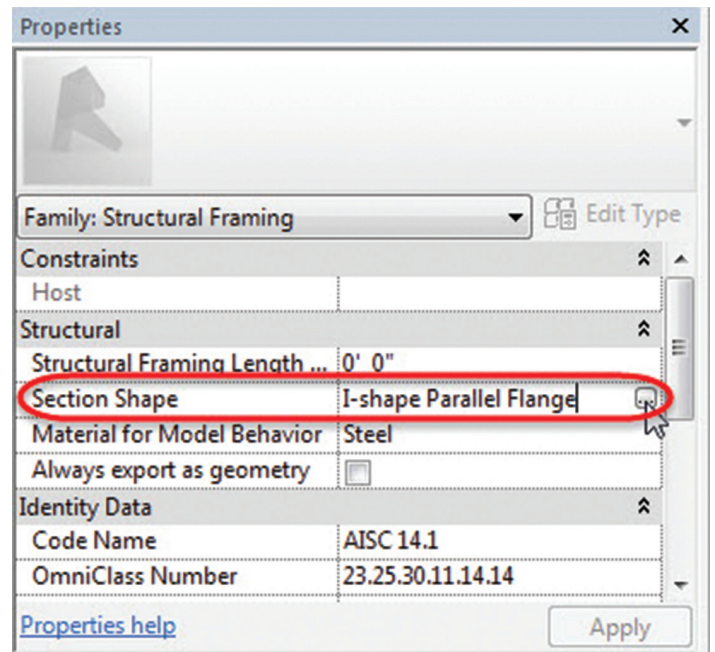 Properties
Family: Structural Framing Edit Type
Constraints
Host
Structural
Structural Framing Length ... 0' 0"
Section Shape I-shape Parallel Flange ...
Material for Model Behavior Steel
Always export as geometry
Identity Data
Code Name AISC 14.1
OmniClass Number 23.25.30.11.14.14
Properties help Apply